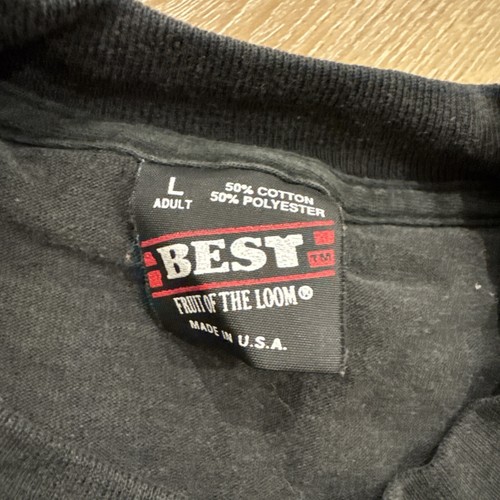 L
ADULT
50% COTTON
50% POLYESTER
BEST TM
FRUIT OF THE LOOM®
MADE IN U.S.A.